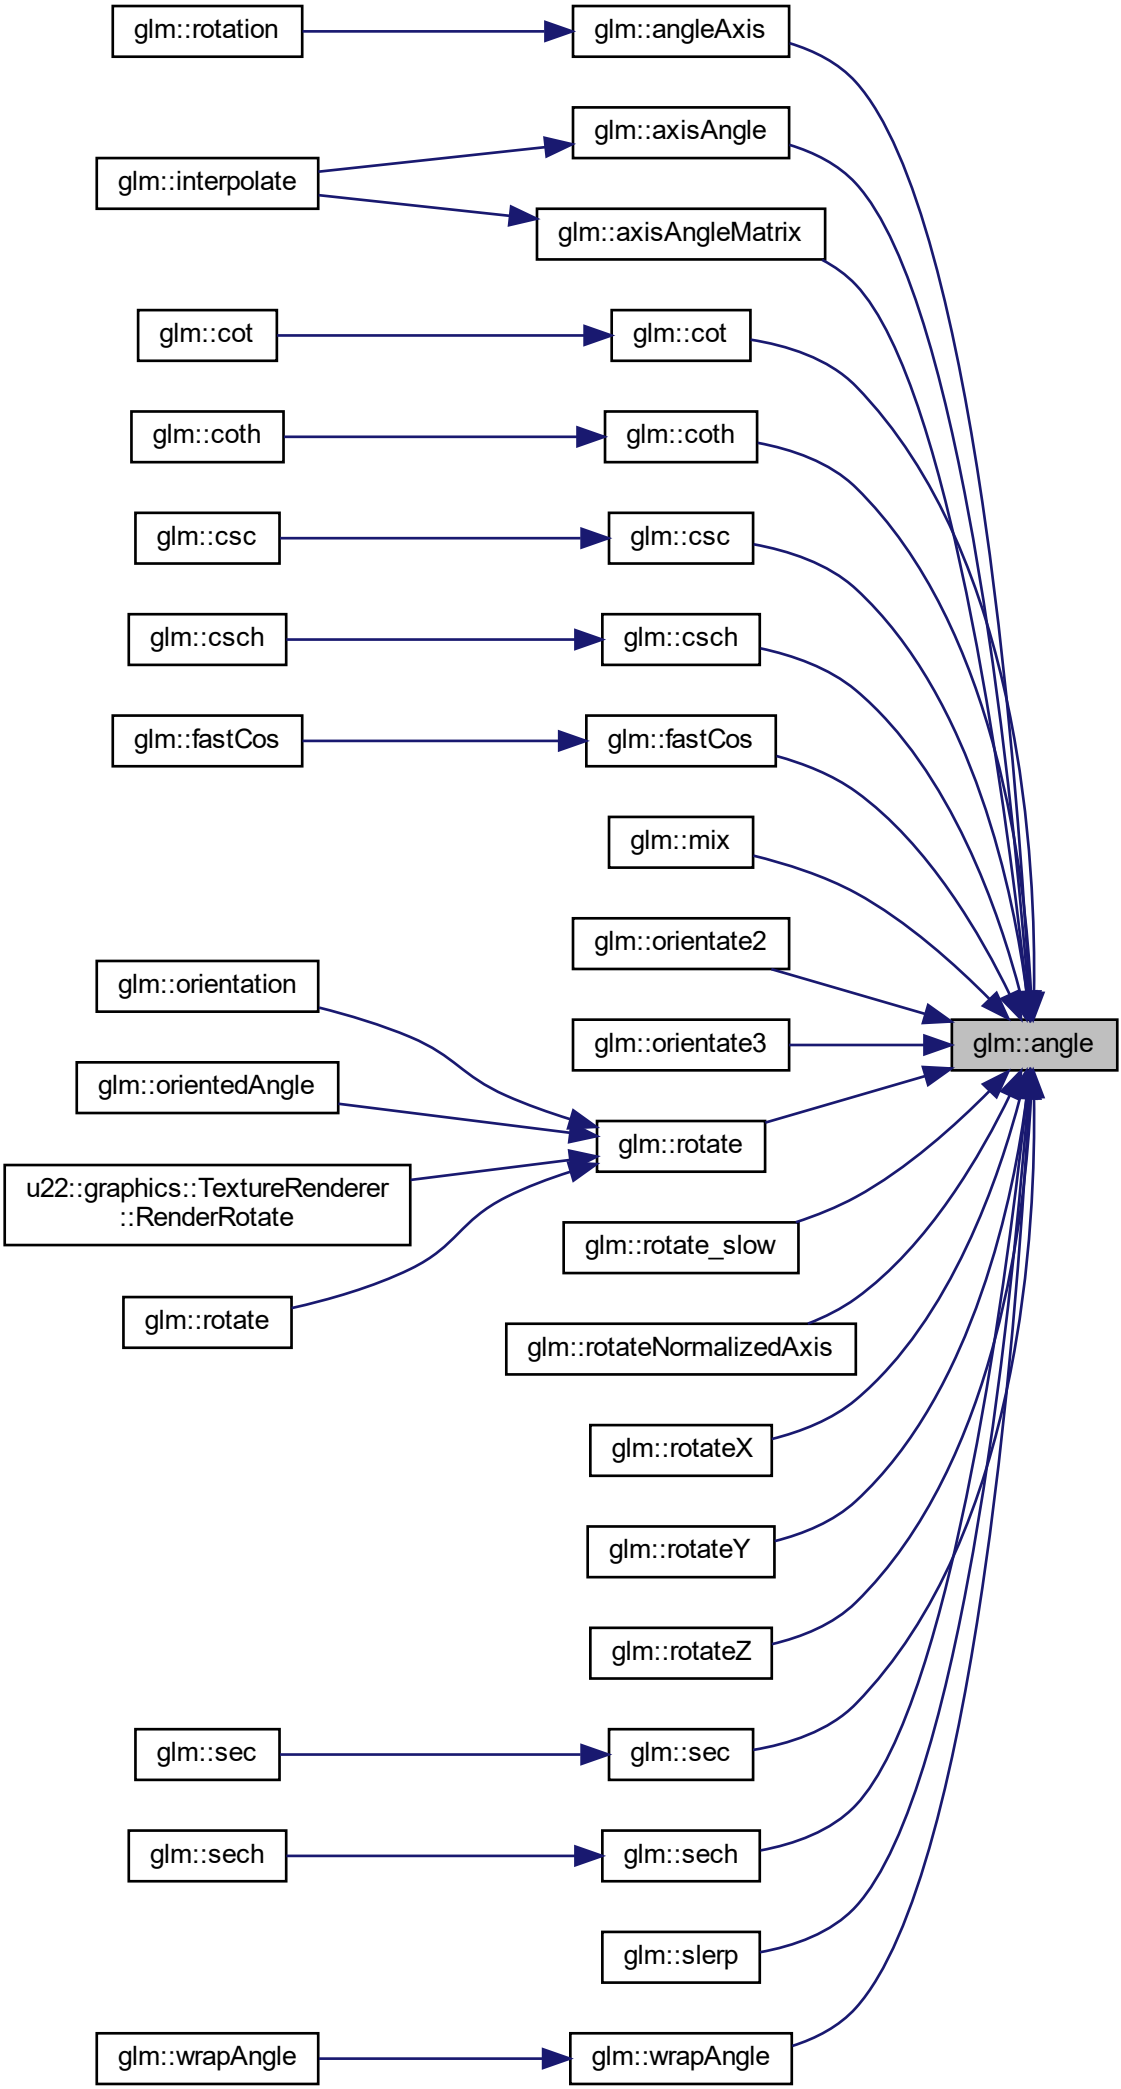 glm::rotation
glm::angleAxis
glm::axisAngle
glm::interpolate
glm::axisAngleMatrix
glm::cot
glm::cot
glm::coth
glm::coth
glm::csc
glm::csc
glm::csch
glm::csch
glm::fastCos
glm::fastCos
glm::mix
glm::orientate2
glm::orientation
glm::orientate3
glm::angle
glm::orientedAngle
glm::rotate
u22::graphics::TextureRenderer
::RenderRotate
glm::rotate_slow
glm::rotate
glm::rotateNormalizedAxis
glm::rotateX
glm::rotateY
glm::rotateZ
glm::sec
glm::sec
glm::sech
glm::sech
glm::slerp
glm::wrapAngle
glm::wrapAngle